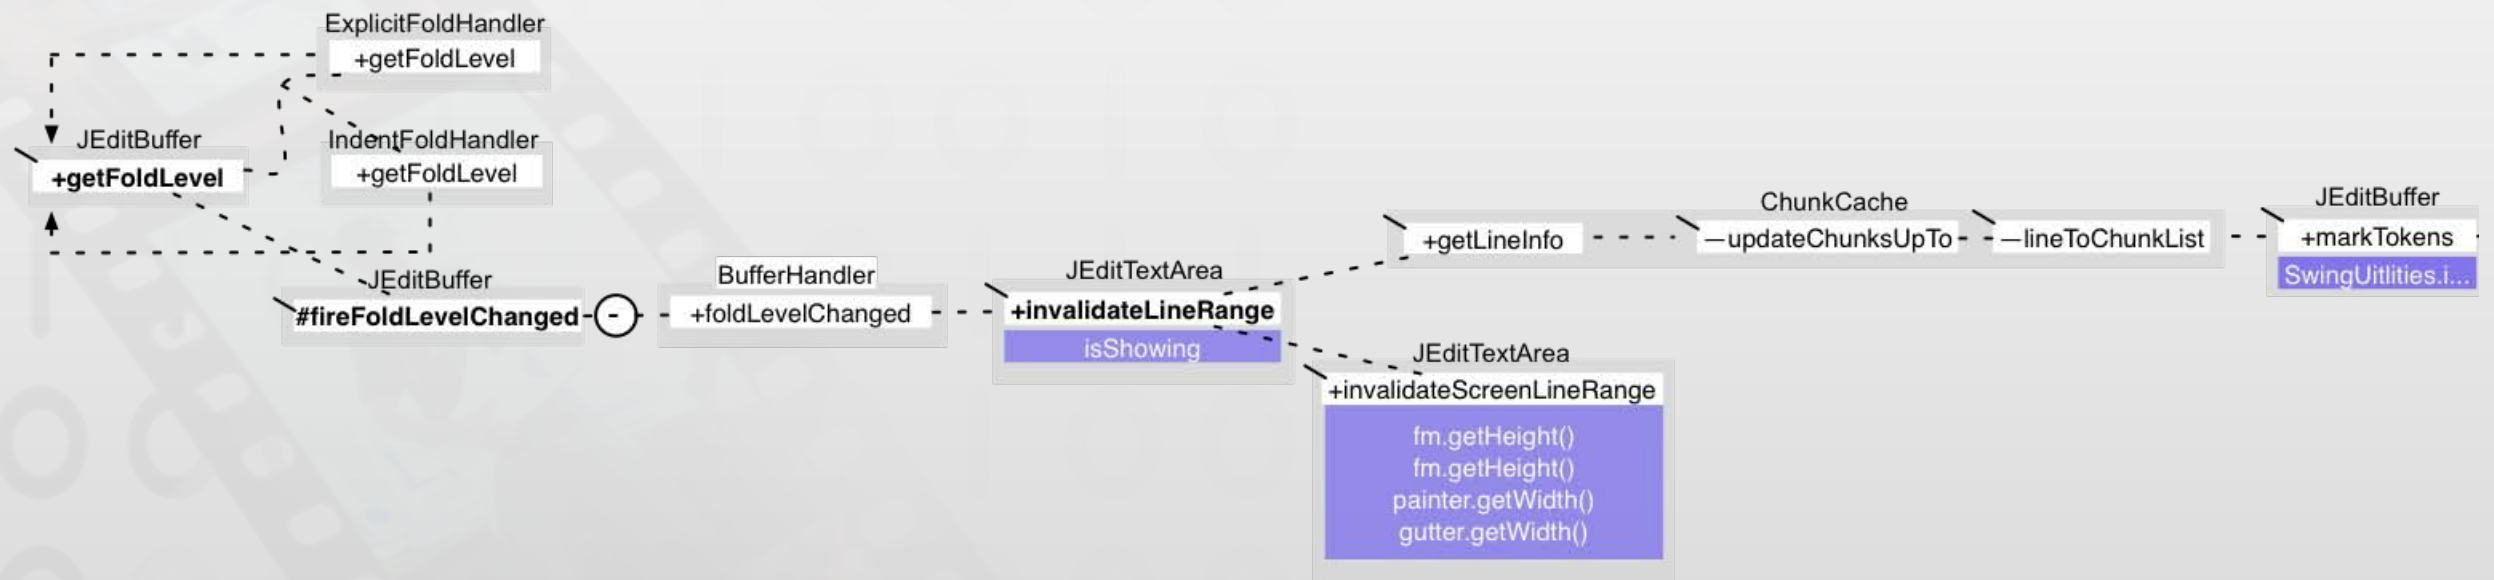 ExplicitFoldHandler
+getFoldLevel
JEditBuffer
+getFoldLevel
IndentFoldHandler
+getFoldLevel
JEditBuffer
#fireFoldLevelChanged
-
BufferHandler
+foldLevelChanged
JEditTextArea
+invalidateLineRange
isShowing
JEditTextArea
+invalidateScreenLineRange
fm.getHeight()
fm.getHeight()
painter.getWidth()
gutter.getWidth()
+getLineInfo
ChunkCache
—updateChunksUpTo
—lineToChunkList
JEditBuffer
+markTokens
SwingUitlities.i...